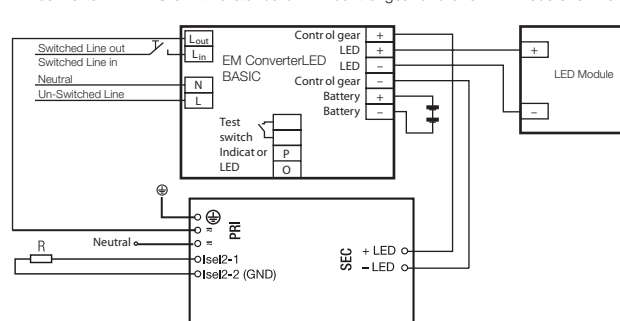 Switched Line out
Switched Line in
Neutral
Un-Switched Line
Lout
Lin
N
L
EM ConverterLED
BASIC
Control gear +
LED +
LED –
Control gear –
Battery +
Battery –
Test
switch
Indicator P
LED O
+
LED Module
–
PRI
Neutral
R
Isel2-1
Isel2-2 (GND)
SEC
+ LED
– LED